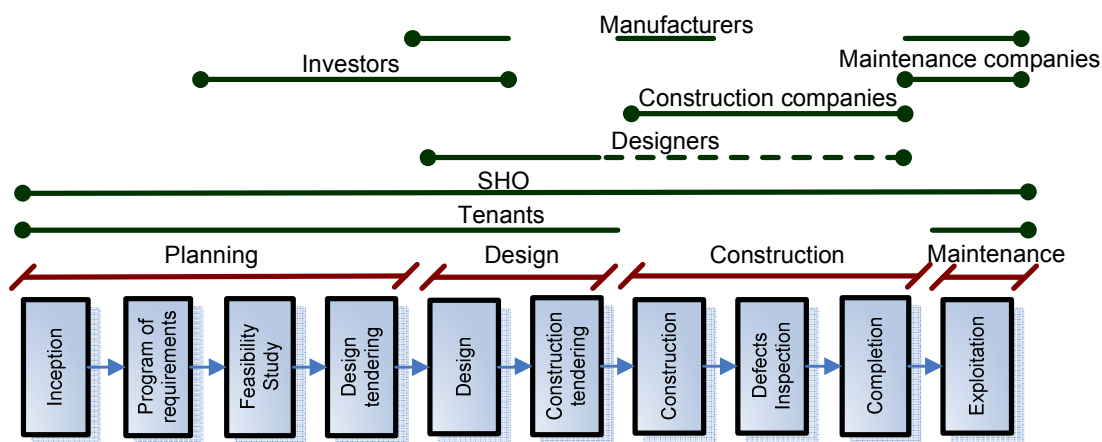 Manufacturers
Investors
Maintenance companies
Construction companies
Designers
SHO
Tenants
Planning
Design
Construction
Maintenance
Inception
Program of
requirements
Feasibility
Study
Design
tendering
Design
Construction
tendering
Construction
Defects
Inspection
Completion
Exploitation